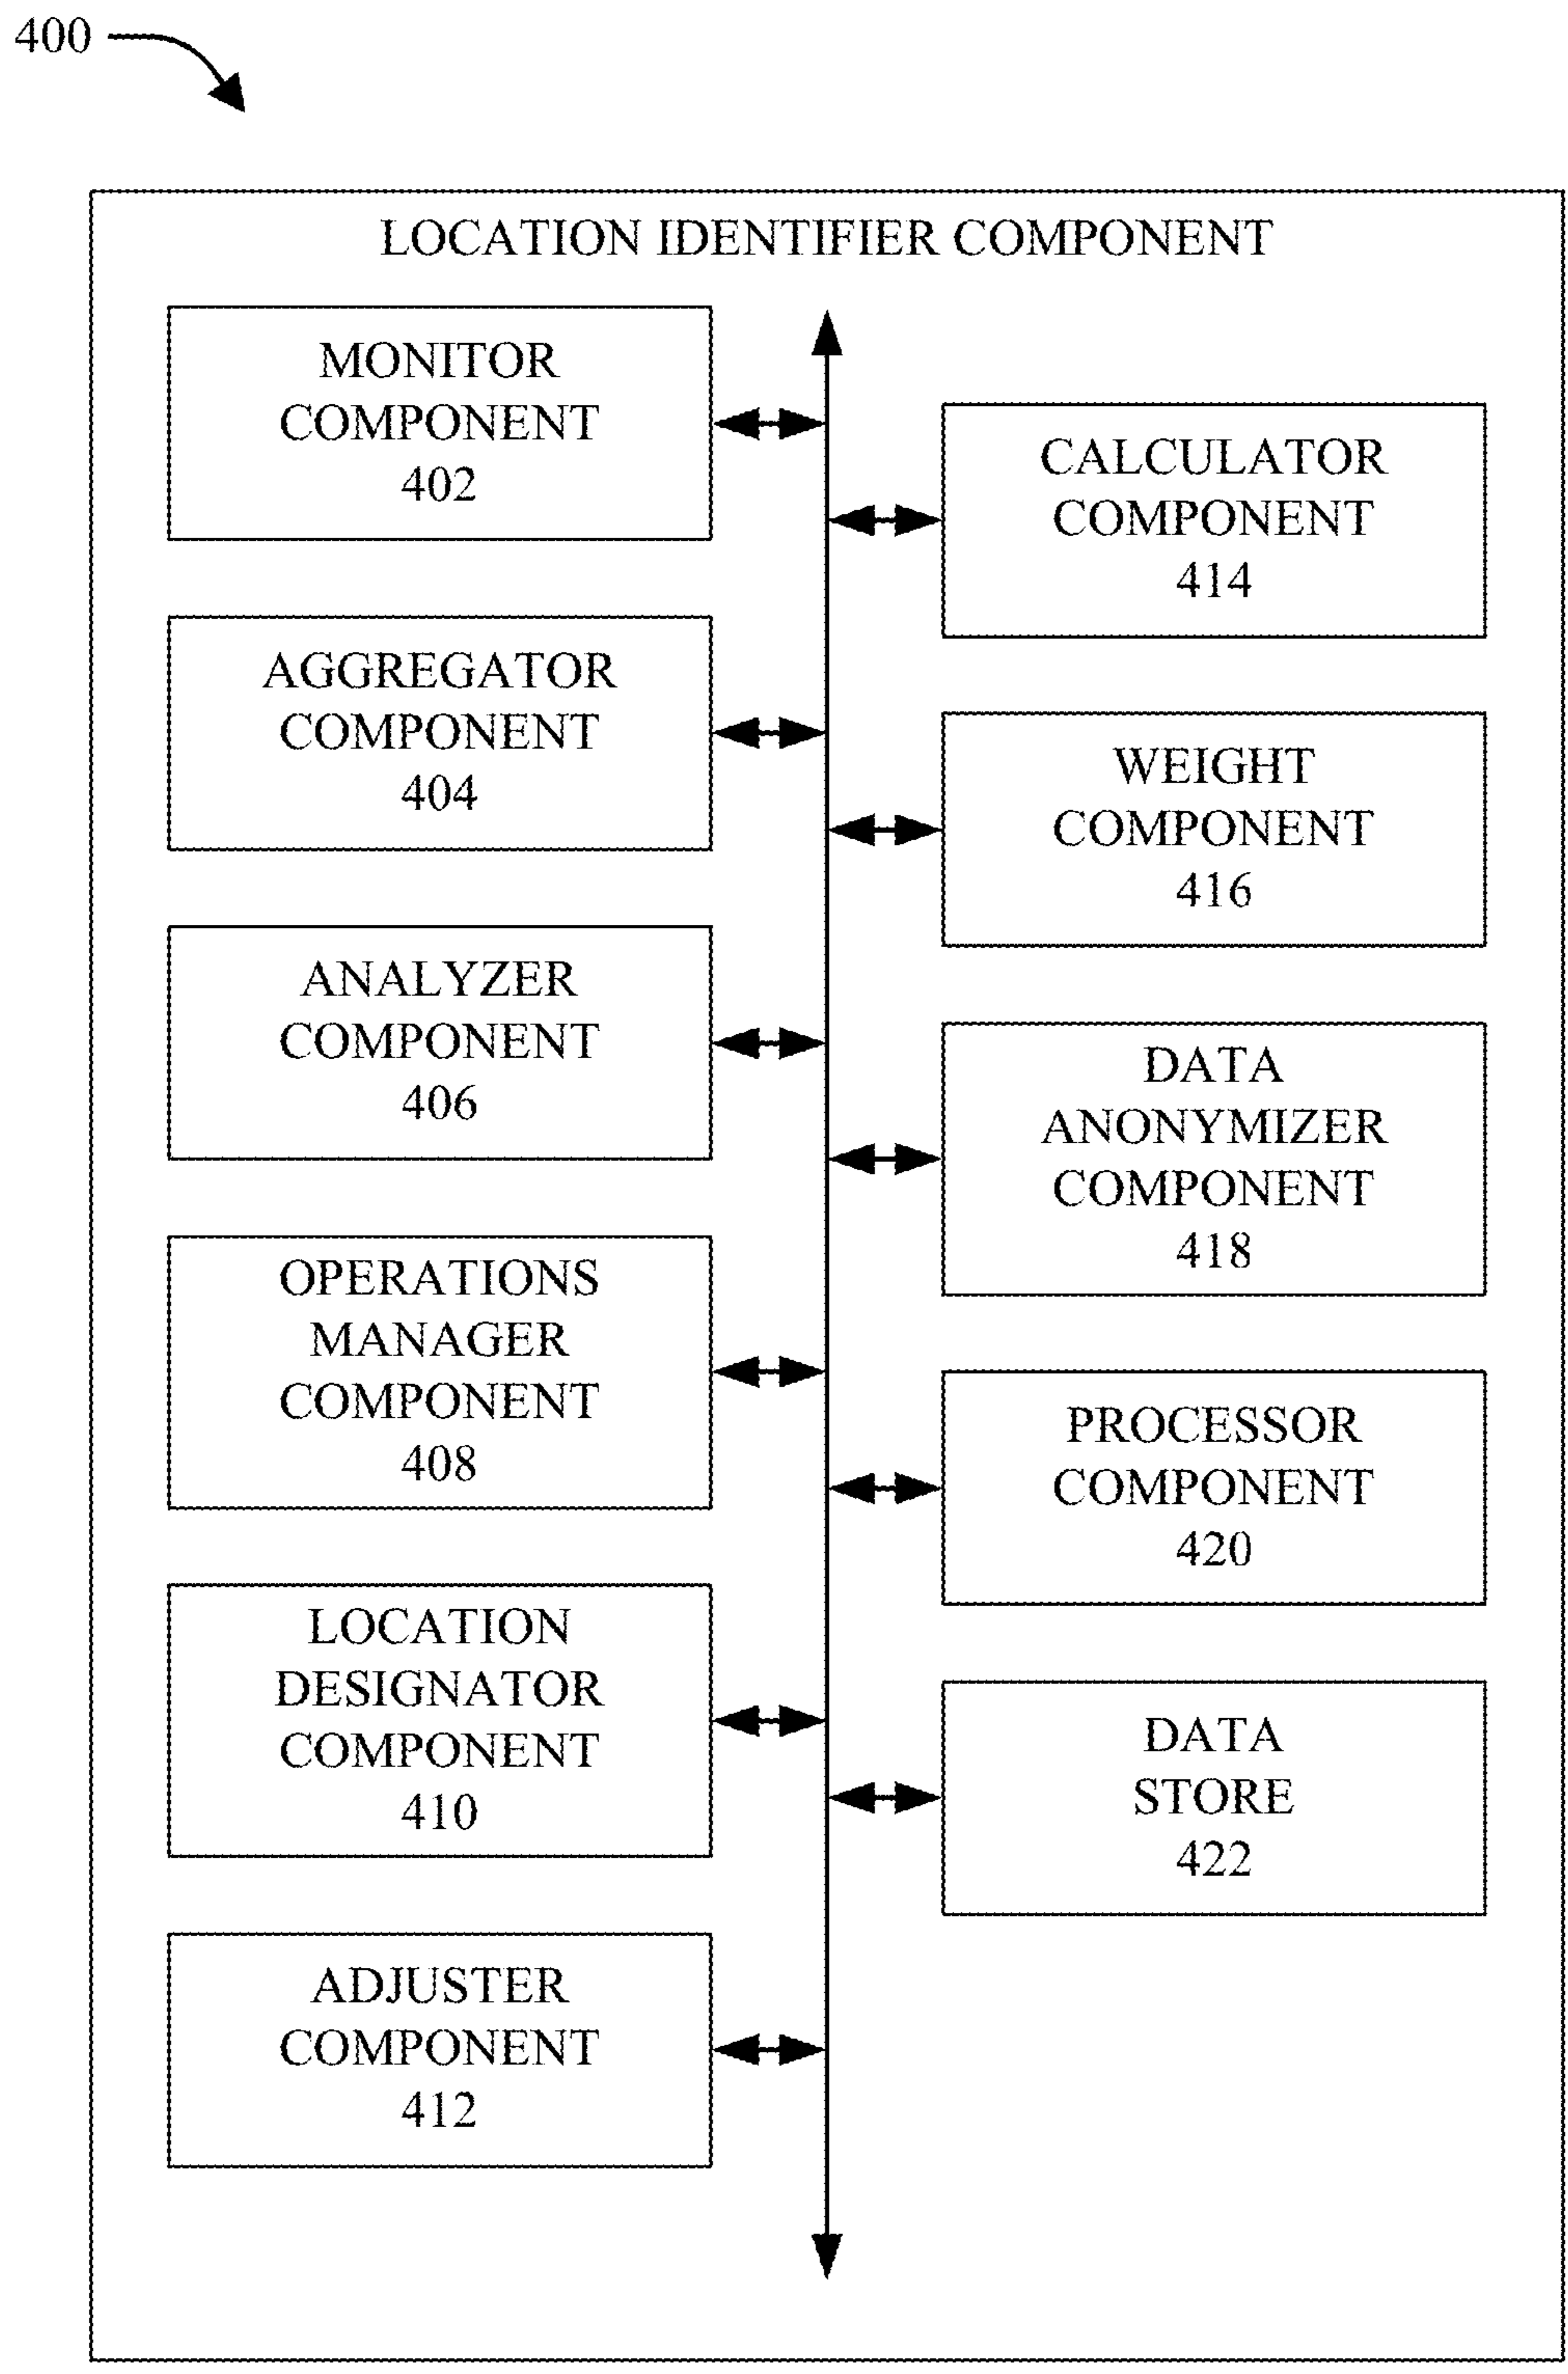 400
LOCATION IDENTIFIER COMPONENT
MONITOR
COMPONENT
402
AGGREGATOR
COMPONENT
404
ANALYZER
COMPONENT
406
OPERATIONS
MANAGER
COMPONENT
408
LOCATION
DESIGNATOR
COMPONENT
410
ADJUSTER
COMPONENT
412
CALCULATOR
COMPONENT
414
WEIGHT
COMPONENT
416
DATA
ANONYMIZER
COMPONENT
418
PROCESSOR
COMPONENT
420
DATA
STORE
422